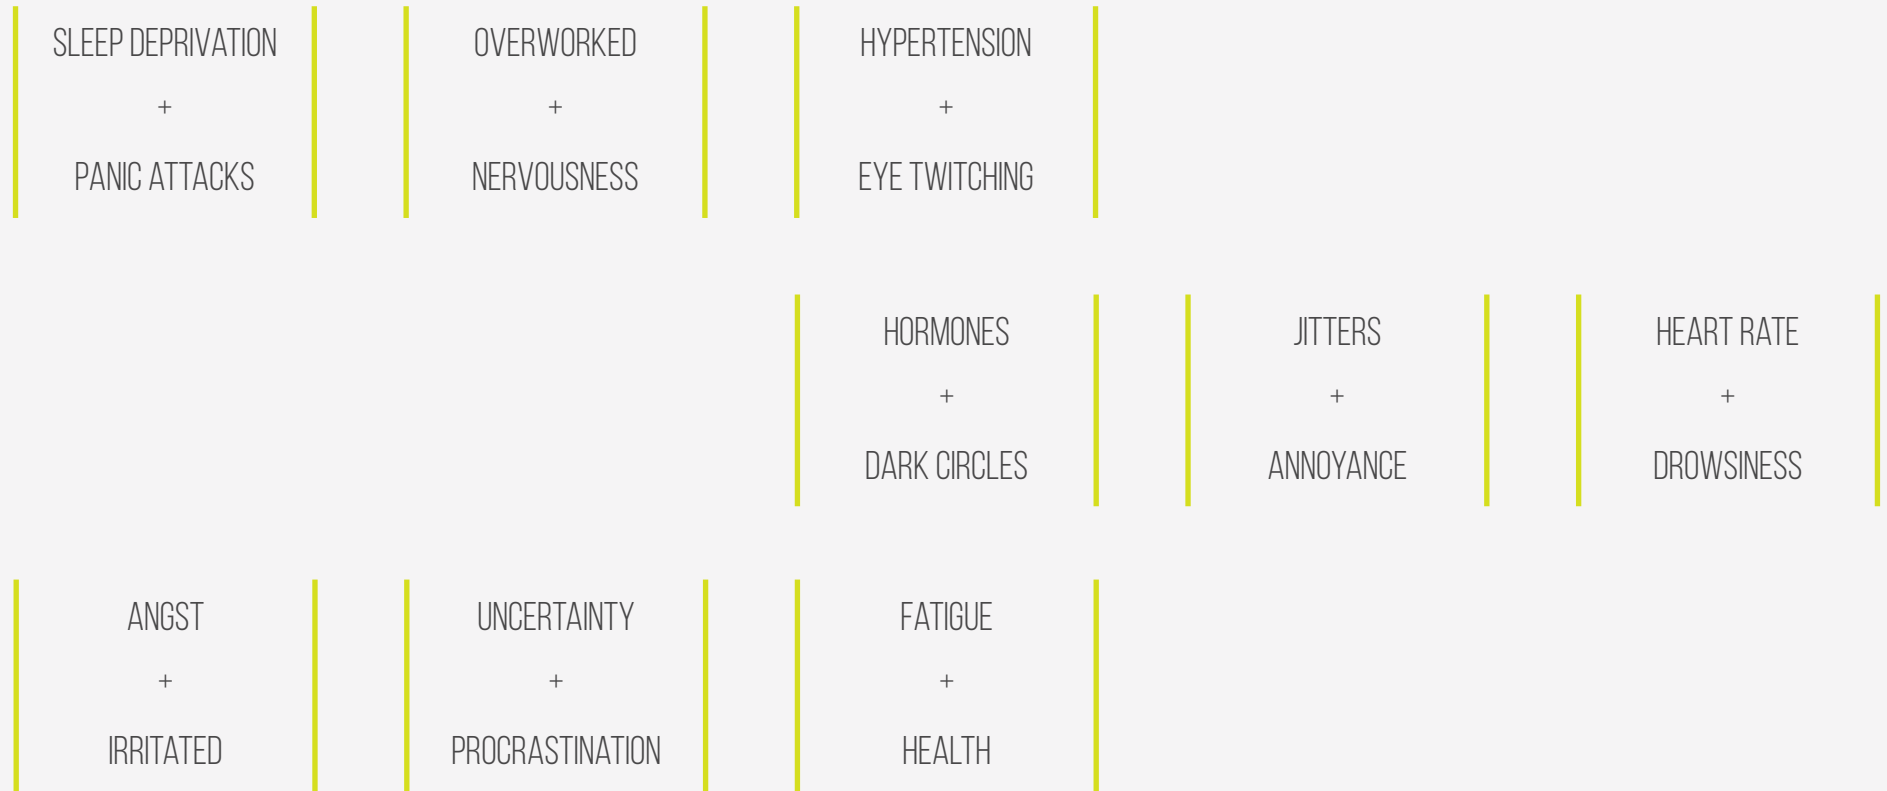 SLEEP DEPRIVATION
+
PANIC ATTACKS
OVERWORKED
+
NERVOUSNESS
HYPERTENSION
+
EYE TWITCHING
HORMONES
+
DARK CIRCLES
JITTERS
+
ANNOYANCE
HEART RATE
+
DROWSINESS
ANGST
+
IRRITATED
UNCERTAINTY
+
PROCRASTINATION
FATIGUE
+
HEALTH